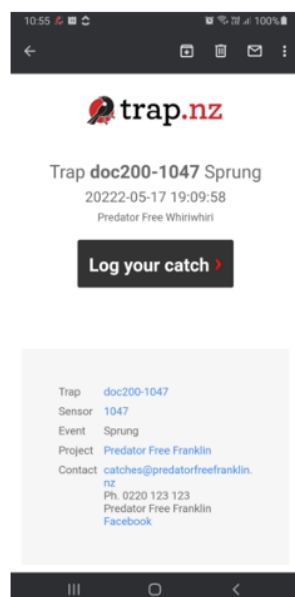 10:55
100%
trap.nz
Trap doc200-1047 Sprung
20222-05-17 19:09:58
Predator Free Whiriwhiri
Log your catch
Trap doc200-1047
Sensor 1047
Event Sprung
Project Predator Free Franklin
Contact catches@predatorfreefranklin.
nz
Ph. 0220 123 123
Predator Free Franklin
Facebook